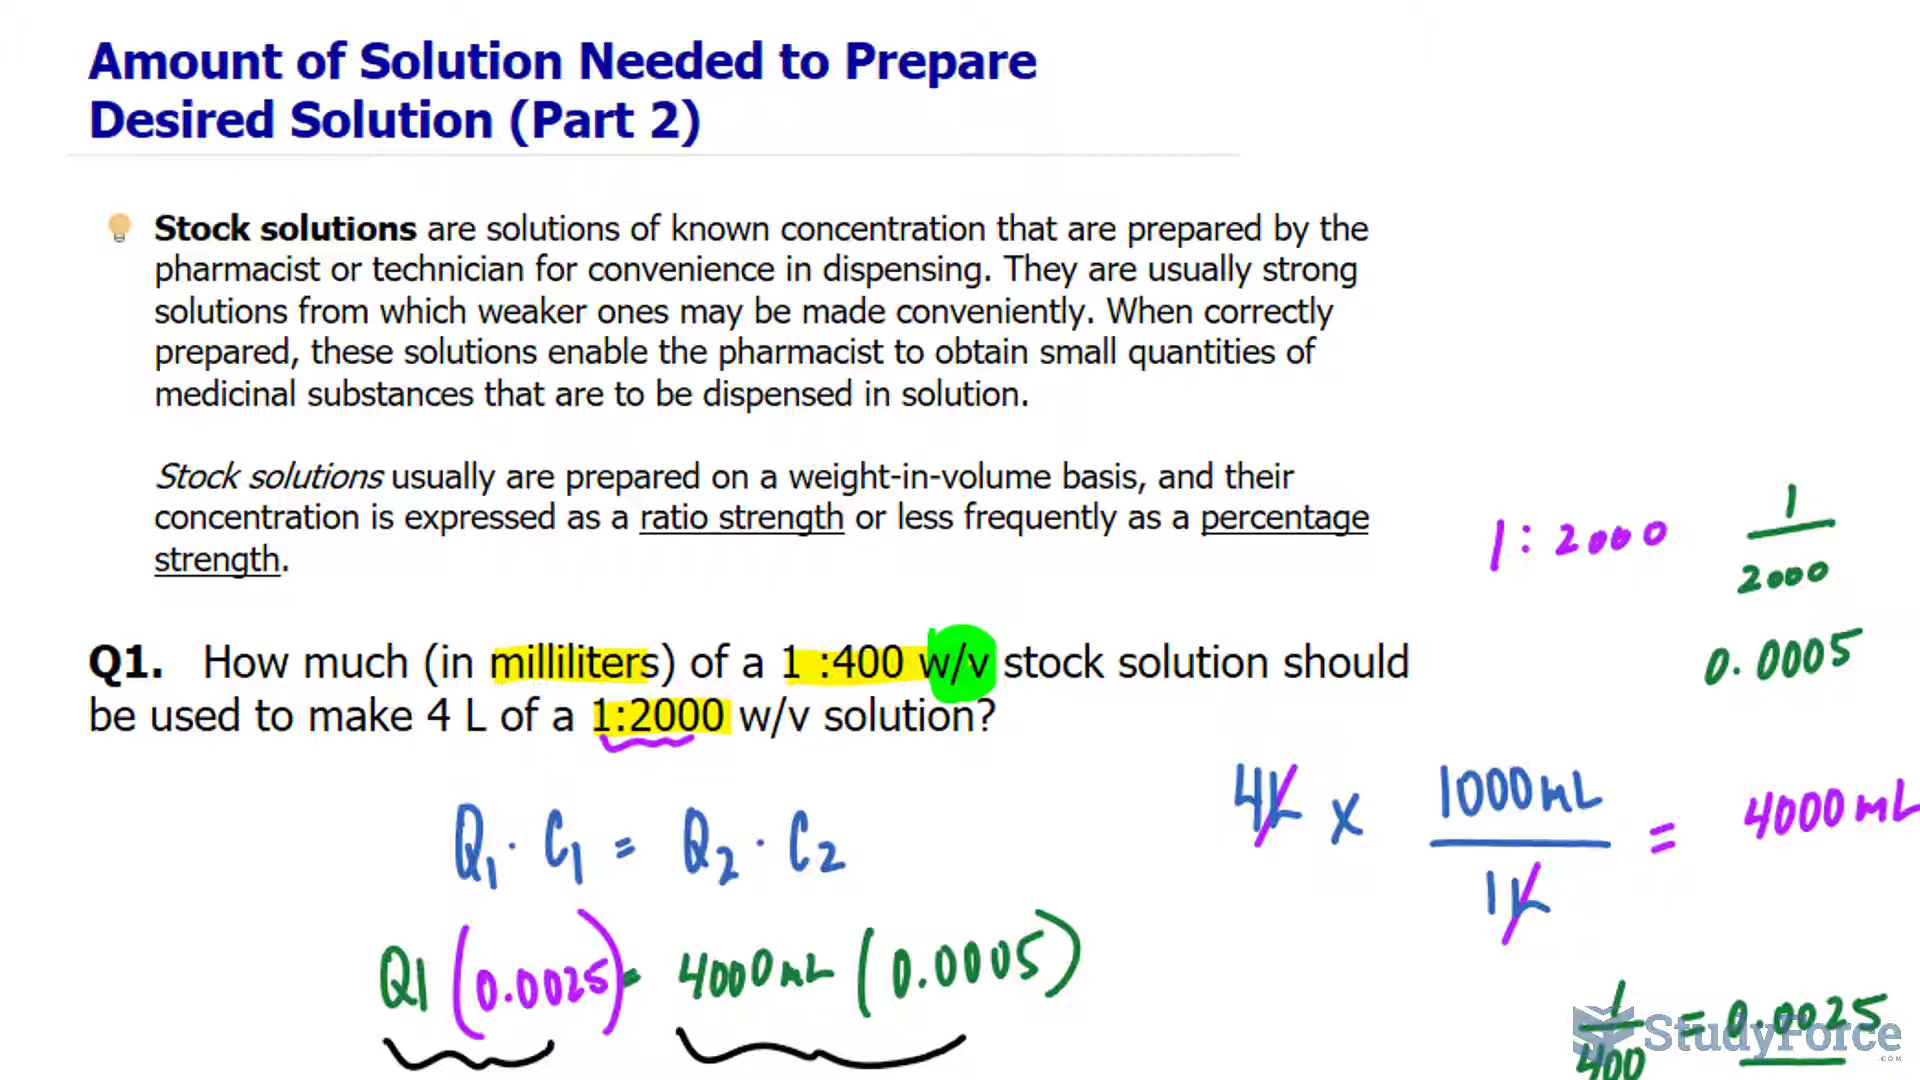 Amount of Solution Needed to Prepare
Desired Solution (Part 2)
Stock solutions are solutions of known concentration that are prepared by the
pharmacist or technician for convenience in dispensing. They are usually strong
solutions from which weaker ones may be made conveniently. When correctly
prepared, these solutions enable the pharmacist to obtain small quantities of
medicinal substances that are to be dispensed in solution.
Stock solutions usually are prepared on a weight-in-volume basis, and their
concentration is expressed as a ratio strength or less frequently as a percentage
strength.
1:2000
1
2000
0.0005
Q1. How much (in milliliters) of a 1 :400 w/v stock solution should
be used to make 4 L of a 1:2000 w/v solution?
4L x 1000mL = 4000mL
1L
Q1 · C1 = Q2 · C2
Q1 (0.0025) = 4000mL (0.0005)
1
400
= 0.0025
StudyForce
.COM